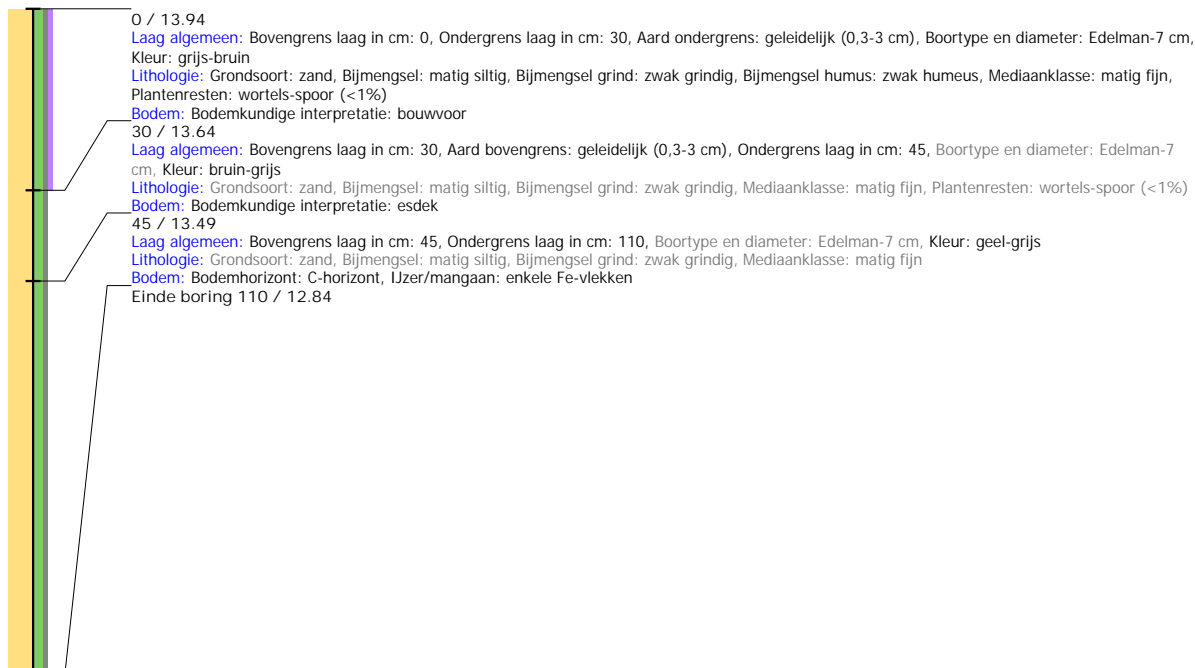 0 / 13.94
Laag algemeen: Bovengrens laag in cm: 0, Ondergrens laag in cm: 30, Aard ondergrens: geleidelijk (0,3-3 cm), Boortype en diameter: Edelman-7 cm,
Kleur: grijs-bruin
Lithologie: Grondsoort: zand, Bijmengsel: matig siltig, Bijmengsel grind: zwak grindig, Bijmengsel humus: zwak humeus, Mediaanklasse: matig fijn,
Plantenresten: wortels-spoor (<1%)
Bodem: Bodemkundige interpretatie: bouwvoor
30 / 13.64
Laag algemeen: Bovengrens laag in cm: 30, Aard bovengrens: geleidelijk (0,3-3 cm), Ondergrens laag in cm: 45, Boortype en diameter: Edelman-7
cm, Kleur: bruin-grijs
Lithologie: Grondsoort: zand, Bijmengsel: matig siltig, Bijmengsel grind: zwak grindig, Mediaanklasse: matig fijn, Plantenresten: wortels-spoor (<1%)
Bodem: Bodemkundige interpretatie: esdek
45 / 13.49
Laag algemeen: Bovengrens laag in cm: 45, Ondergrens laag in cm: 110, Boortype en diameter: Edelman-7 cm, Kleur: geel-grijs
Lithologie: Grondsoort: zand, Bijmengsel: matig siltig, Bijmengsel grind: zwak grindig, Mediaanklasse: matig fijn
Bodem: Bodemhorizont: C-horizont, IJzer/mangaan: enkele Fe-vlekken
Einde boring 110 / 12.84